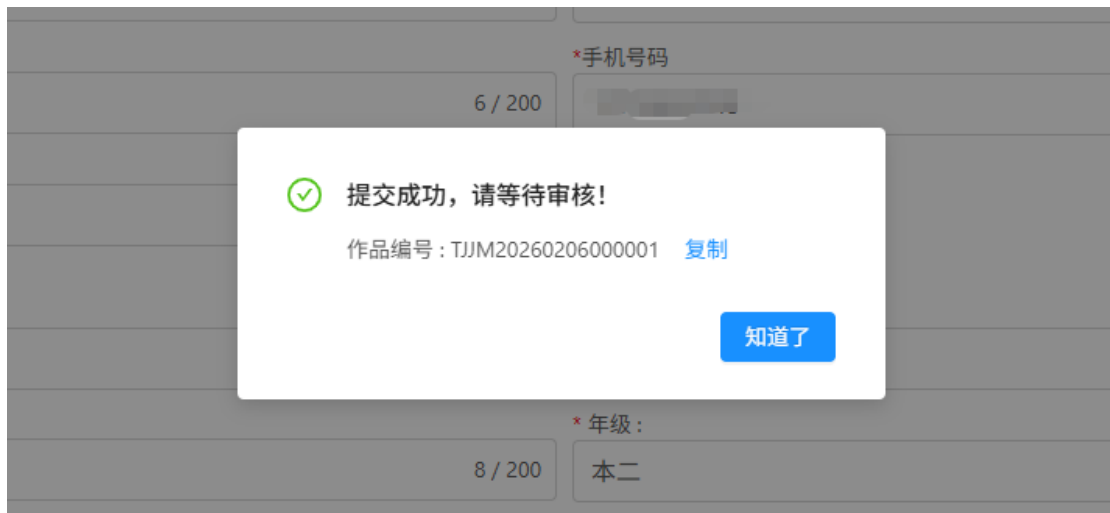 *手机号码
6 / 200
提交成功，请等待审核！
作品编号 : TJJM20260206000001 复制
知道了
* 年级 :
8 / 200
本二